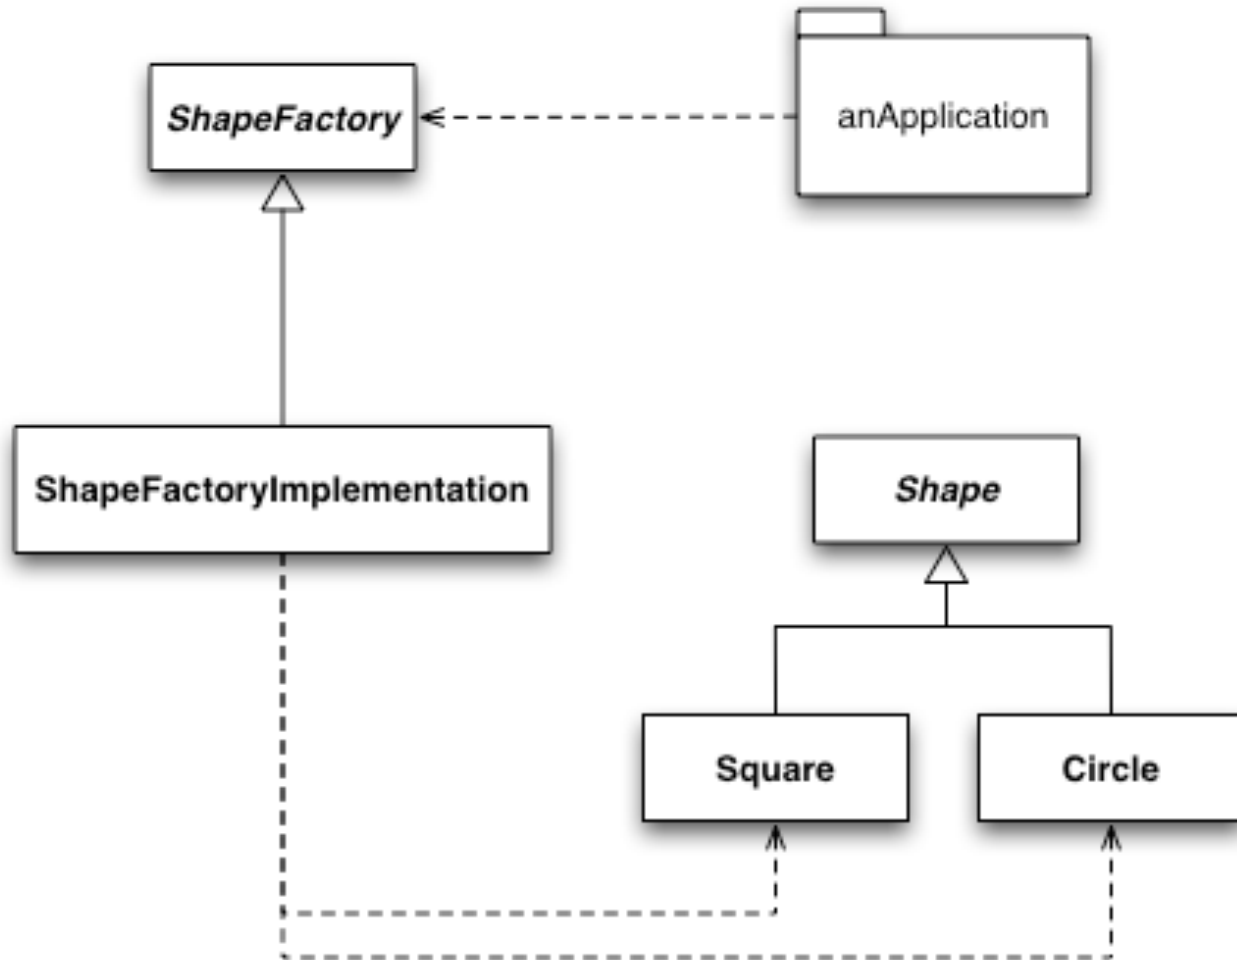 ShapeFactory
anApplication
ShapeFactoryImplementation
Shape
Square
Circle